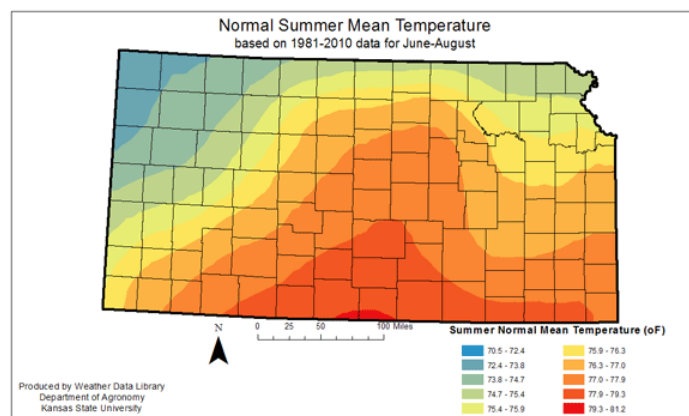 Normal Summer Mean Temperature
based on 1981-2010 data for June-August
N
0 25 50 100 Miles
Summer Normal Mean Temperature (oF)
70.5 - 72.4
72.4 - 73.8
73.8 - 74.7
74.7 - 75.4
75.4 - 75.9
75.9 - 76.3
76.3 - 77.0
77.0 - 77.9
77.9 - 79.3
79.3 - 81.2
Produced by Weather Data Library
Department of Agronomy
Kansas State University